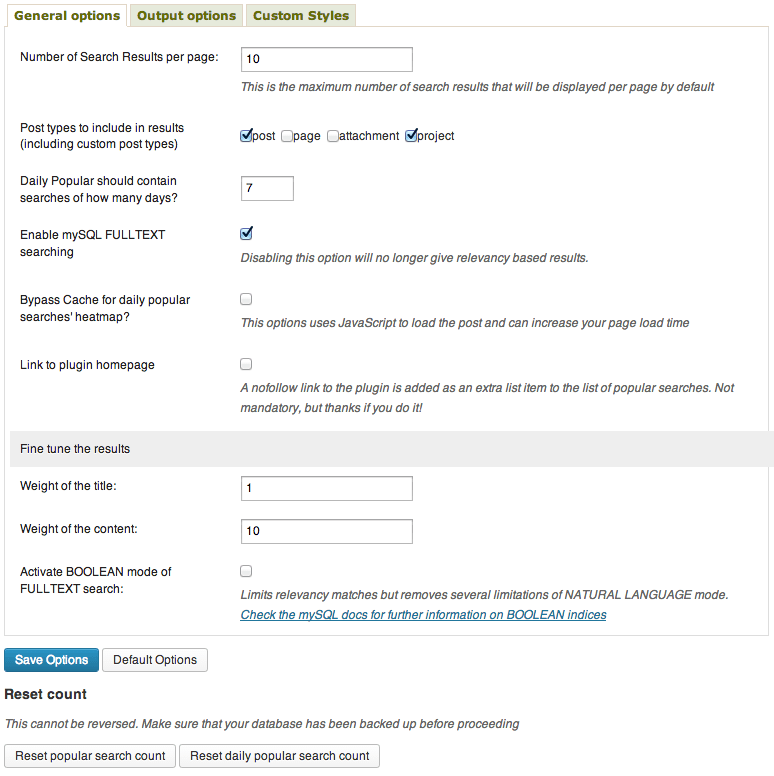 General options Output options Custom Styles
Number of Search Results per page: 10
This is the maximum number of search results that will be displayed per page by default
Post types to include in results
(including custom post types)
post page attachment project
Daily Popular should contain
searches of how many days?
7
Enable mySQL FULLTEXT
searching
Disabling this option will no longer give relevancy based results.
Bypass Cache for daily popular
searches' heatmap?
This options uses JavaScript to load the post and can increase your page load time
Link to plugin homepage
A nofollow link to the plugin is added as an extra list item to the list of popular searches. Not
mandatory, but thanks if you do it!
Fine tune the results
Weight of the title: 1
Weight of the content: 10
Activate BOOLEAN mode of
FULLTEXT search:
Limits relevancy matches but removes several limitations of NATURAL LANGUAGE mode.
Check the mySQL docs for further information on BOOLEAN indices
Save Options Default Options
Reset count
This cannot be reversed. Make sure that your database has been backed up before proceeding
Reset popular search count Reset daily popular search count